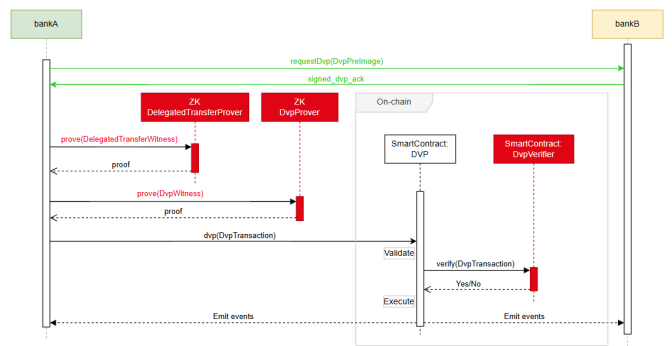 bankA
bankB
requestDvp(DvpPreImage)
signed_dvp_ack
On-chain
ZK
DelegatedTransferProver
ZK
DvpProver
SmartContract:
DVP
SmartContract:
DvpVerifier
prove(DelegatedTransferWitness)
proof
prove(DvpWitness)
proof
dvp(DvpTransaction)
Validate
verify(DvpTransaction)
Yes/No
Execute
Emit events
Emit events